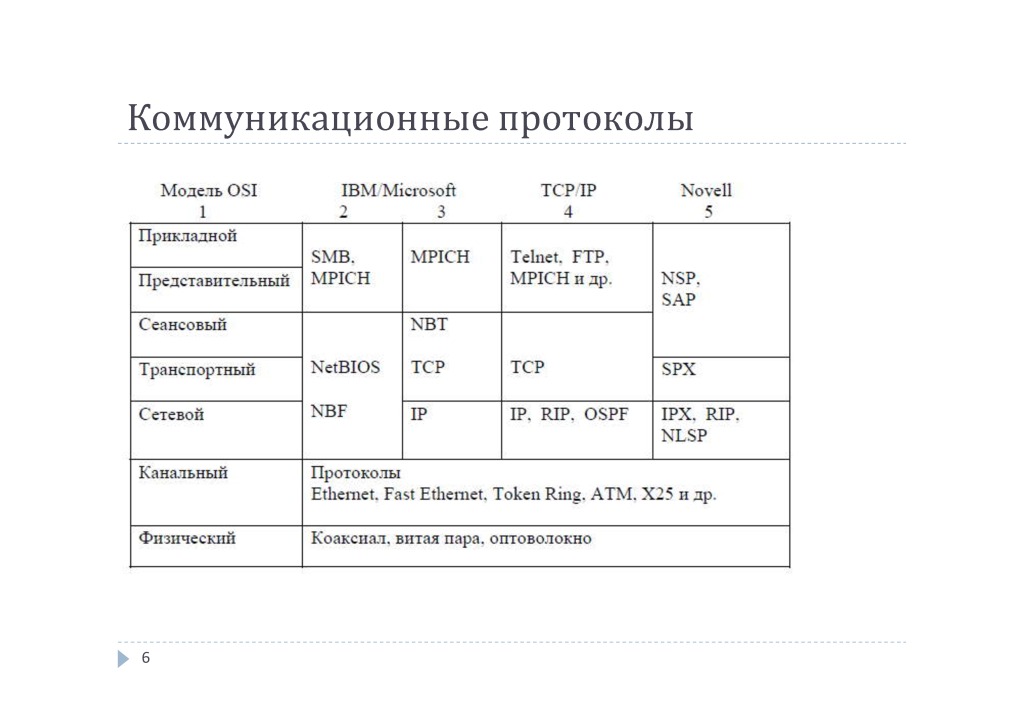 Коммуникационные протоколы
Модель OSI IBM/Microsoft TCP/IP Novell
1 2 3 4 5
Прикладной
SMB, MPICH Telnet, FTP,
Представительный MPICH MPICH и др. NSP,
SAP
Сеансовый NBT
Транспортный NetBIOS TCP TCP SPX
Сетевой NBF IP IP, RIP, OSPF IPX, RIP,
NLSP
Канальный Протоколы
Ethernet, Fast Ethernet, Token Ring, ATM, X25 и др.
Физический Коаксиал, витая пара, оптоволокно
6